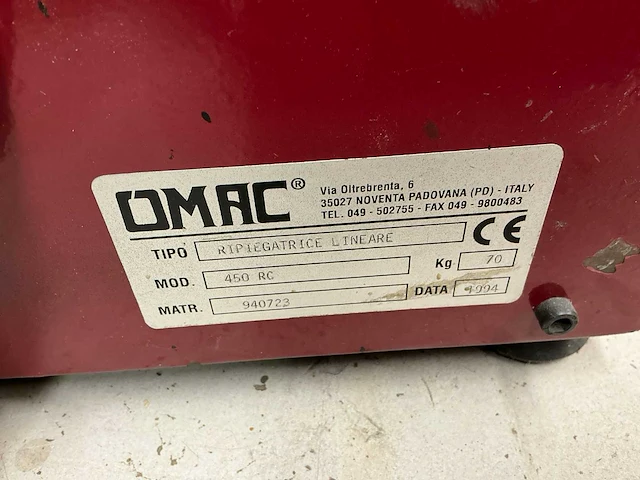 OMAC®
Via Oltrebrenta, 6
35027 NOVENTA PADOVANA (PD) - ITALY
TEL. 049 - 502755 - FAX 049 - 9800483
TIPO RIPIEGATRICE LINEARE CE
MOD. 450 RC Kg. 70
MATR. 940723 DATA 1994